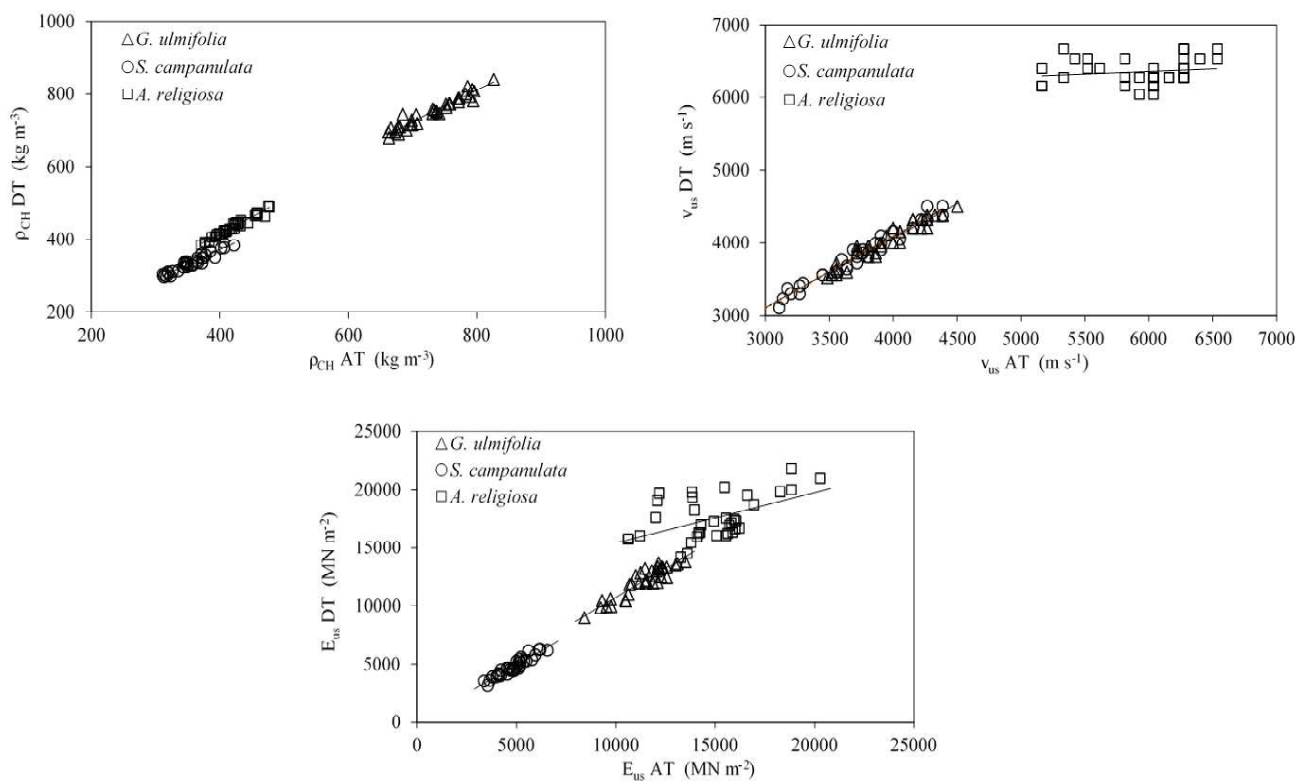 1000
800
600
400
200
ρCH DT (kg m-3)
G. ulmifolia
S. campanulata
A. religiosa
200 400 600 800 1000
ρCH AT (kg m-3)
7000
6000
5000
4000
3000
vus DT (m s-1)
G. ulmifolia
S. campanulata
A. religiosa
3000 3500 4000 4500 5000 5500 6000 6500 7000
vus AT (m s-1)
25000
20000
15000
10000
5000
0
Eus DT (MN m-2)
G. ulmifolia
S. campanulata
A. religiosa
0 5000 10000 15000 20000 25000
Eus AT (MN m-2)